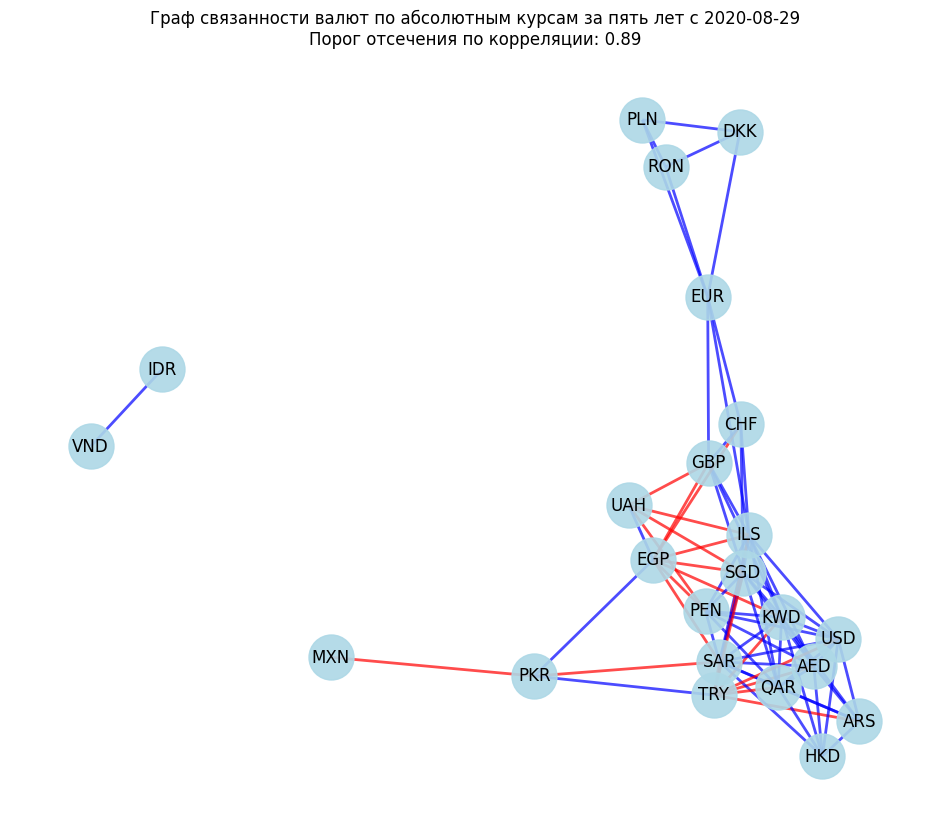 Граф связанности валют по абсолютным курсам за пять лет с 2020-08-29
Порог отсечения по корреляции: 0.89
PLN
DKK
RON
EUR
IDR
CHF
VND
GBP
UAH
ILS
EGP
SGD
PEN
KWD
USD
MXN
SAR
AED
PKR
QAR
TRY
ARS
HKD